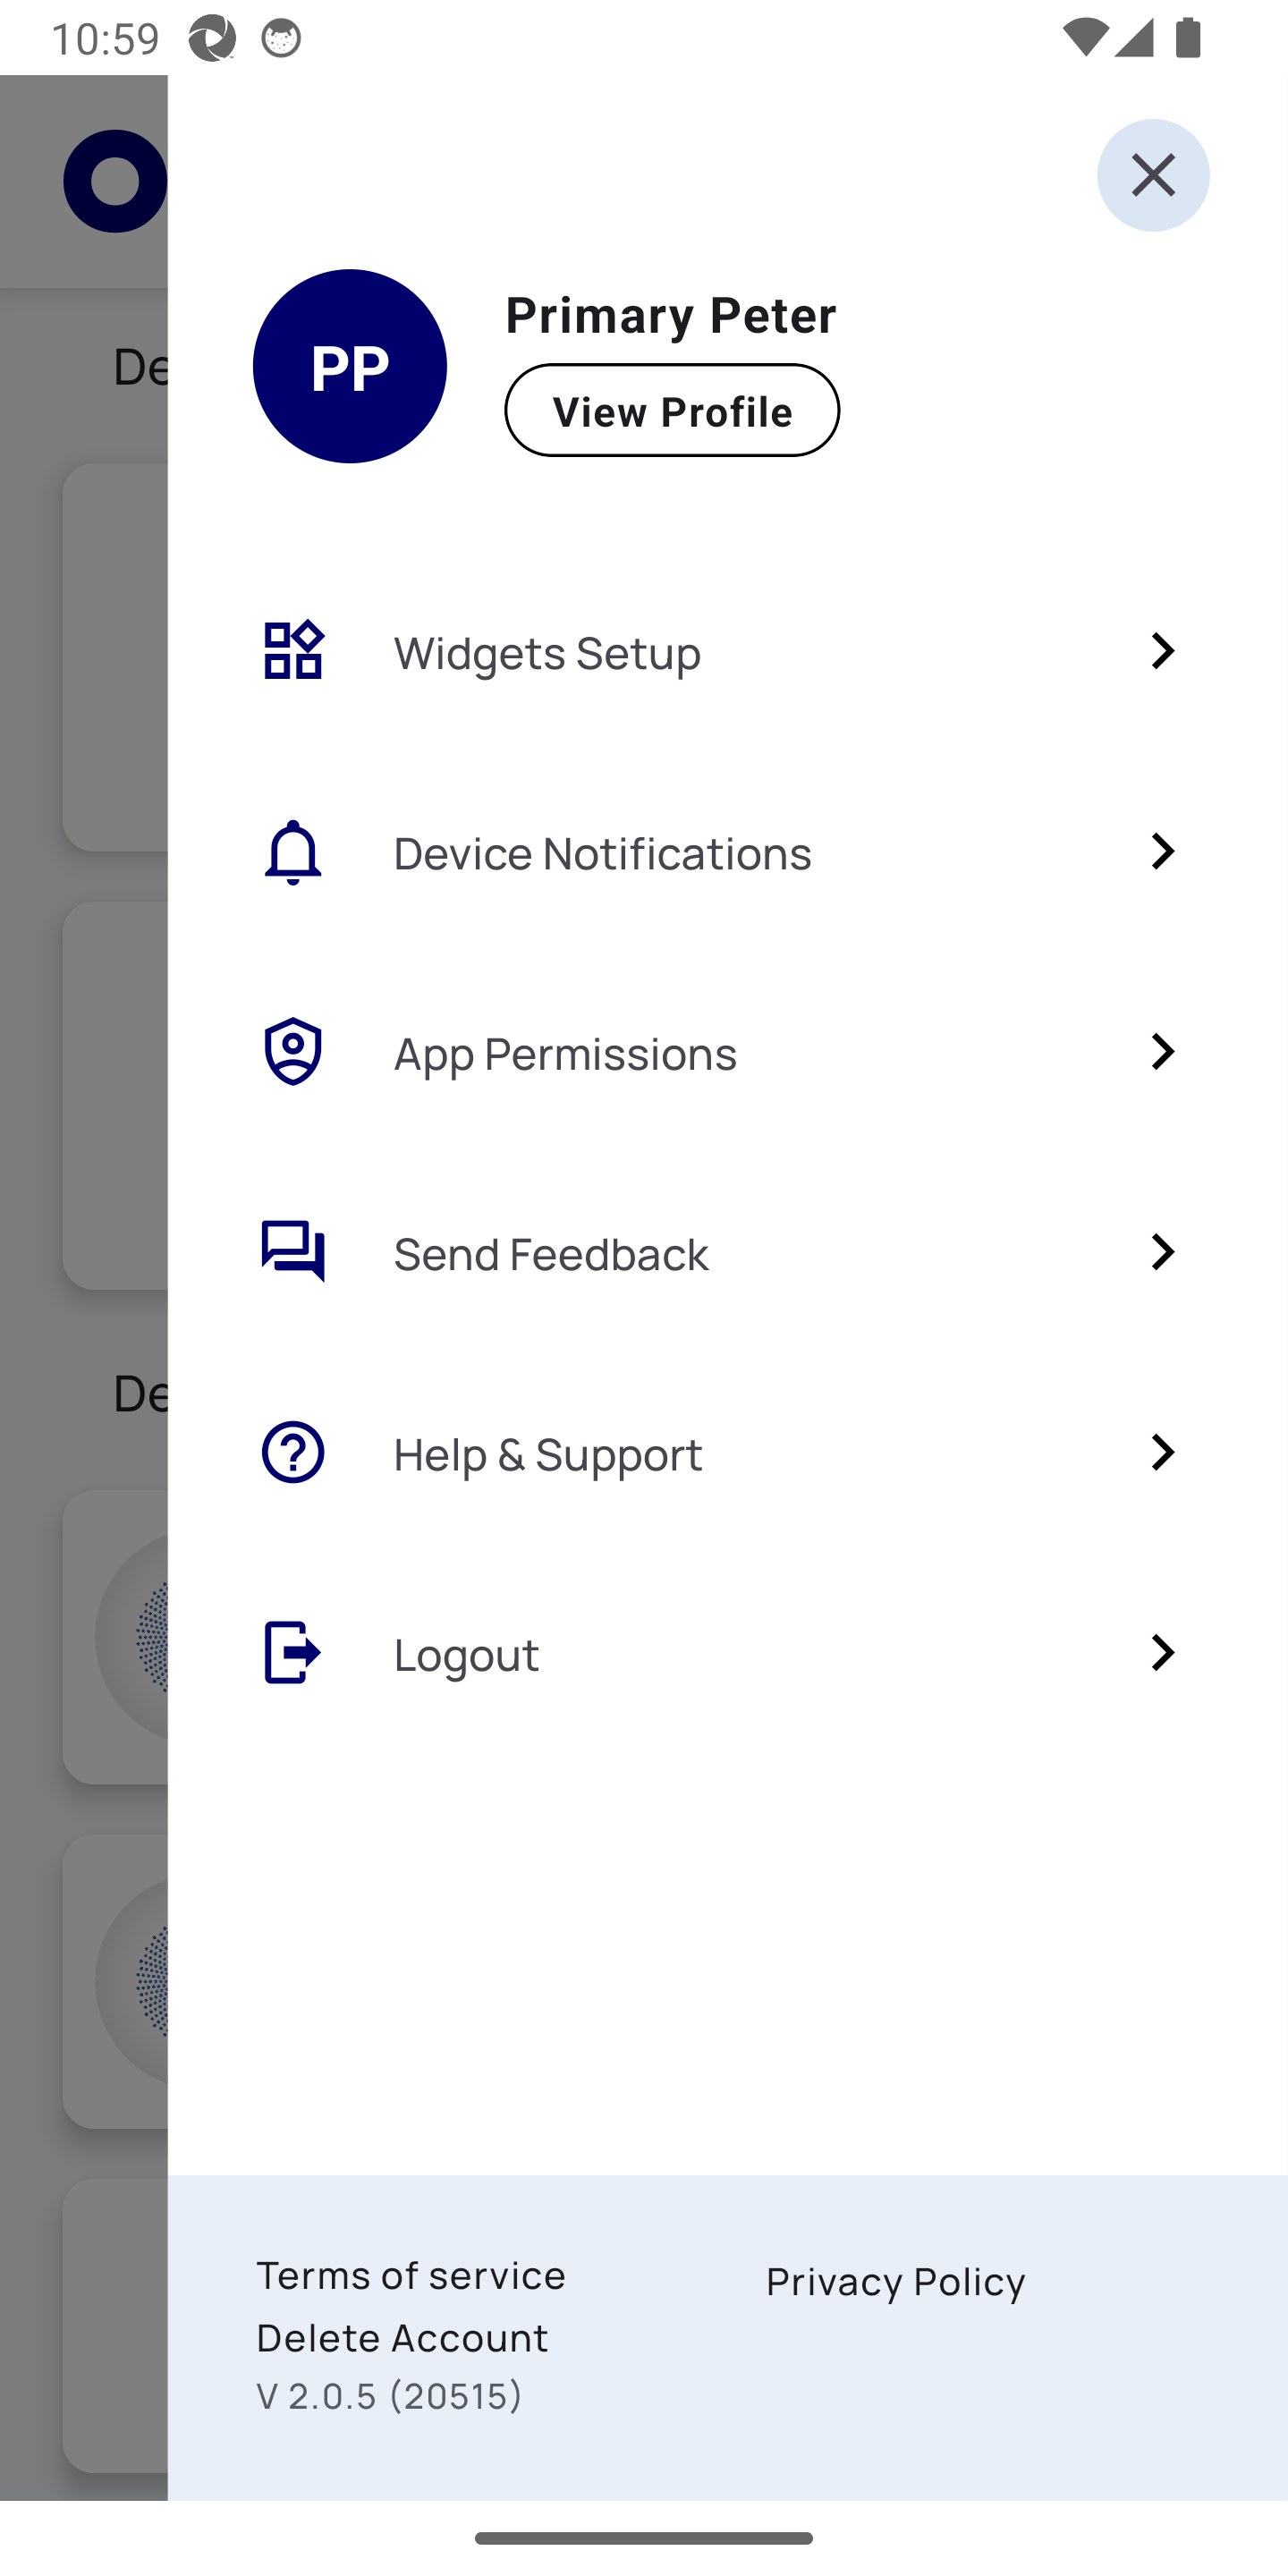 10:59
PP
Primary Peter
View Profile
De
Widgets Setup
Device Notifications
App Permissions
Send Feedback
De
Help & Support
Logout
Terms of service
Privacy Policy
Delete Account
V 2.0.5 (20515)